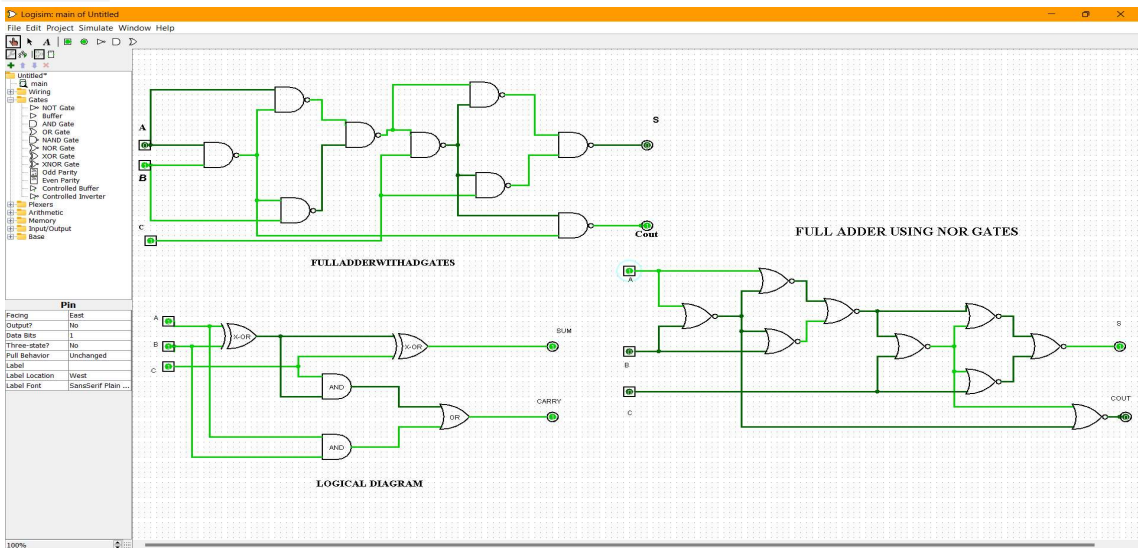 Logisim: main of Untitled
File Edit Project Simulate Window Help
A
Untitled*
main
Wiring
Gates
NOT Gate
Buffer
AND Gate
OR Gate
NAND Gate
NOR Gate
XOR Gate
XNOR Gate
Odd Parity
Even Parity
Controlled Buffer
Controlled Inverter
Plexers
Arithmetic
Memory
Input/Output
Base
Pin
Facing East
Output? No
Data Bits 1
Three-state? No
Pull Behavior Unchanged
Label
Label Location West
Label Font SansSerif Plain ...
100%
A
B
C
S
Cout
FULLADDERWITHADGATES
A
B
C
X-OR
X-OR
AND
AND
OR
SUM
CARRY
LOGICAL DIAGRAM
FULL ADDER USING NOR GATES
A
B
C
S
COUT